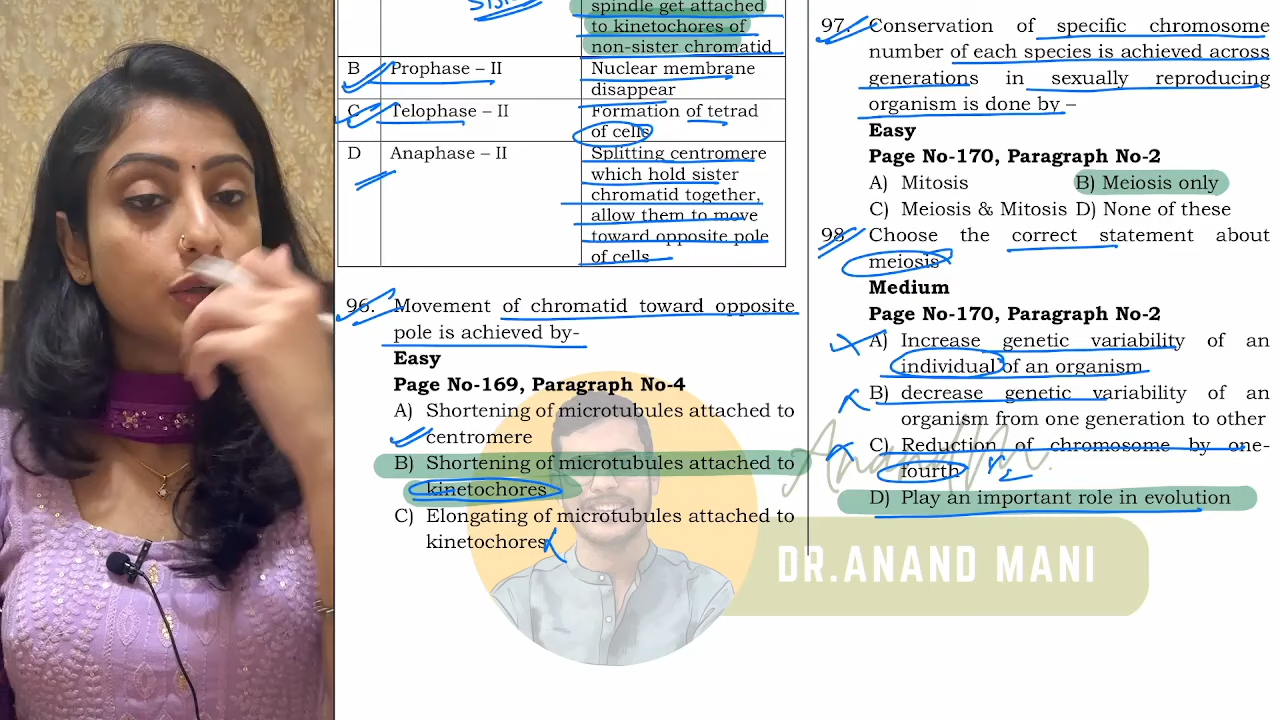 spindle get attached
to kinetochores of
non-sister chromatid
B Prophase – II Nuclear membrane
disappear
C Telophase – II Formation of tetrad
of cells
D Anaphase – II Splitting centromere
which hold sister
chromatid together,
allow them to move
toward opposite pole
of cells
96. Movement of chromatid toward opposite
pole is achieved by-
Easy
Page No-169, Paragraph No-4
A) Shortening of microtubules attached to
centromere
B) Shortening of microtubules attached to
kinetochores
C) Elongating of microtubules attached to
kinetochores
97. Conservation of specific chromosome
number of each species is achieved across
generations in sexually reproducing
organism is done by –
Easy
Page No-170, Paragraph No-2
A) Mitosis B) Meiosis only
C) Meiosis & Mitosis D) None of these
98 Choose the correct statement about
meiosis
Medium
Page No-170, Paragraph No-2
A) Increase genetic variability of an
individual of an organism
B) decrease genetic variability of an
organism from one generation to other
C) Reduction of chromosome by one-
fourth
D) Play an important role in evolution
Anand M.
DR.ANAND MANI